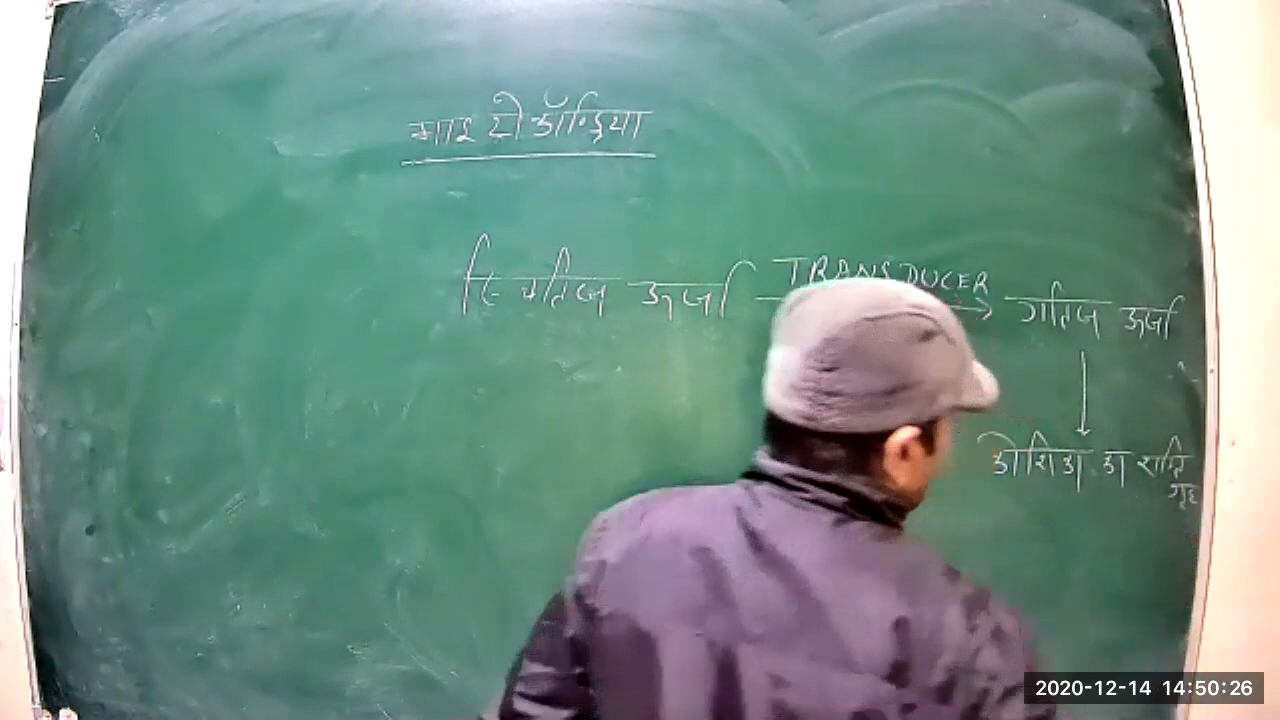 माइटोकॉन्ड्रिया
स्थितिज ऊर्जा TRANSDUCER गतिज ऊर्जा
कोशिका का शक्ति
गृह
2020-12-14 14:50:26